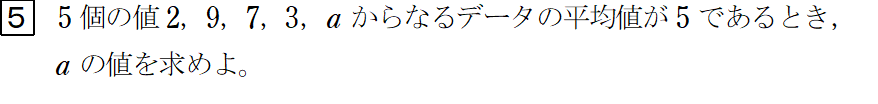 5 5 個の値 2, 9, 7, 3, a からなるデータの平均値が 5 であるとき,
a の値を求めよ。